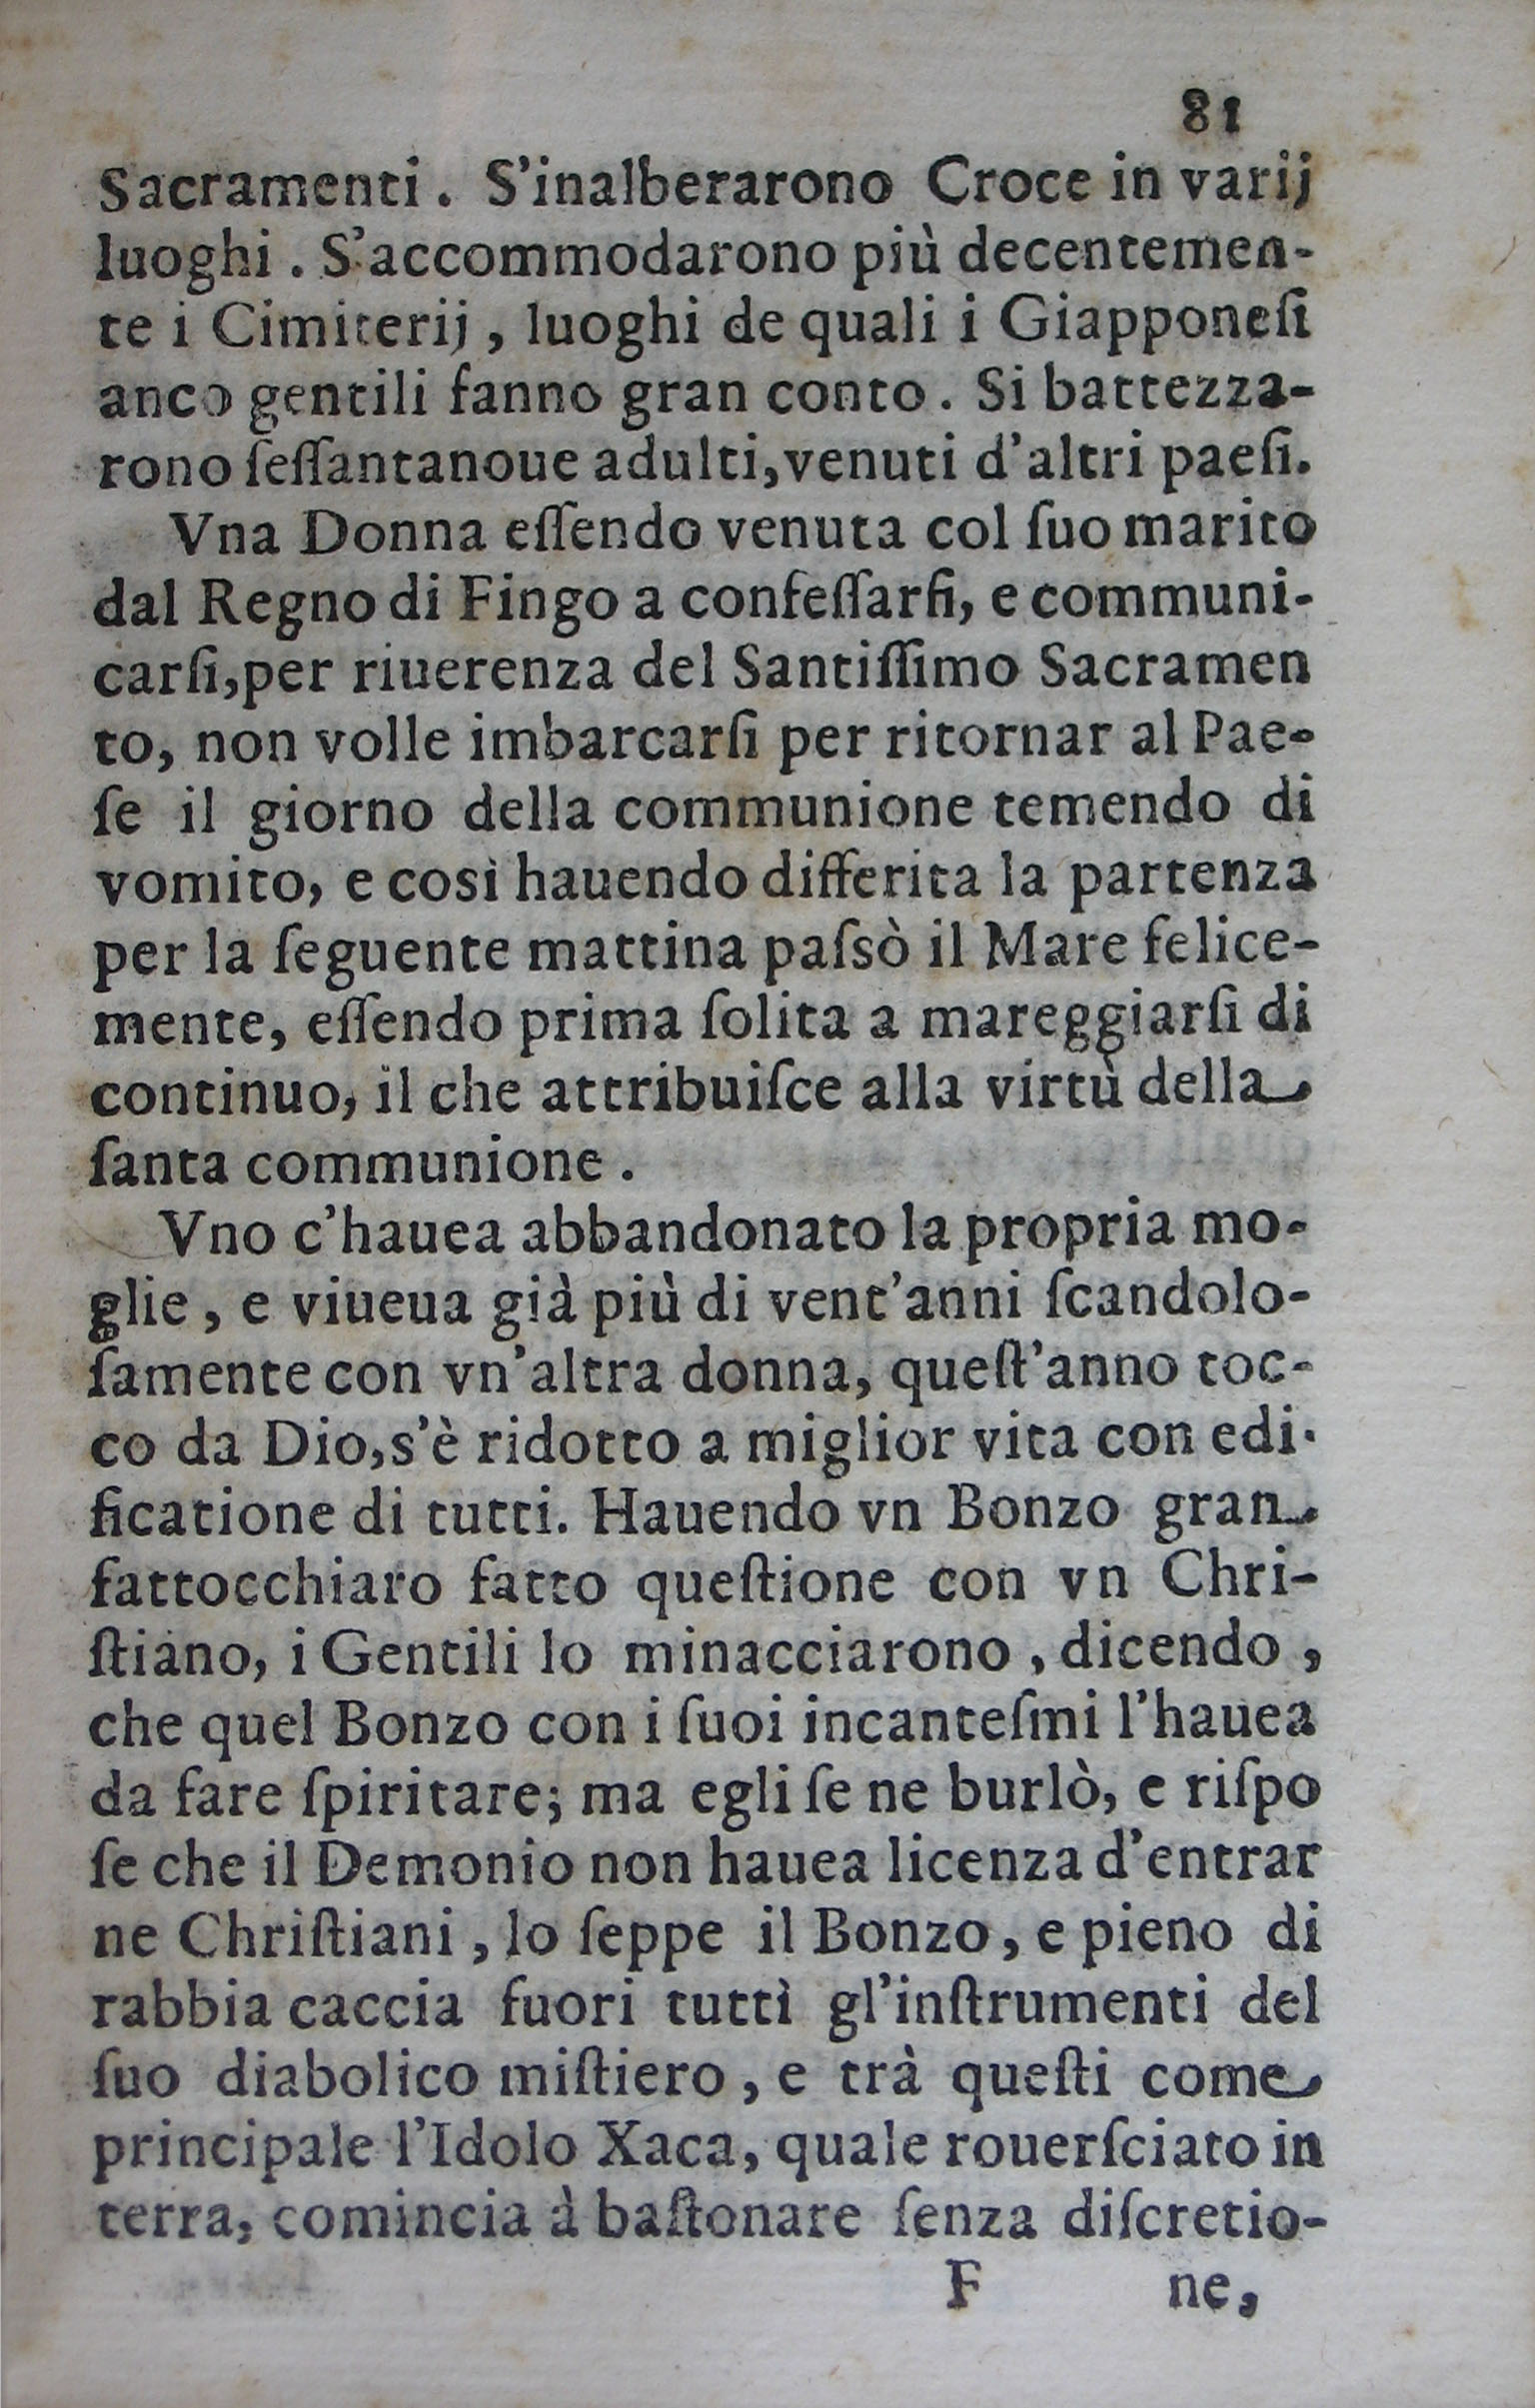 81
Sacramenti. S'inalberarono Croce in varij
luoghi. S'accommodarono più decentemen-
te i Cimiterij, luoghi de quali i Giapponeſi
anco gentili fanno gran conto. Si battezza-
rono ſeſſantanoue adulti, venuti d'altri paeſi.
Vna Donna eſſendo venuta col ſuo marito
dal Regno di Fingo a confeſſarſi, e communi-
carſi, per riuerenza del Santiſſimo Sacramen
to, non volle imbarcarſi per ritornar al Pae-
ſe il giorno della communione temendo di
vomito, e così hauendo differita la partenza
per la ſeguente mattina paſsò il Mare felice-
mente, eſſendo prima ſolita a mareggiarſi di
continuo, il che attribuiſce alla virtù della
ſanta communione.
Vno c'hauea abbandonato la propria mo-
glie, e viueua già più di vent'anni ſcandolo-
ſamente con vn'altra donna, queſt'anno toc-
co da Dio, s'è ridotto a miglior vita con edi-
ficatione di tutti. Hauendo vn Bonzo gran
fattocchiaro fatto queſtione con vn Chri-
ſtiano, i Gentili lo minacciarono, dicendo,
che quel Bonzo con i ſuoi incanteſmi l'hauea
da fare ſpiritare; ma egli ſe ne burlò, e riſpo
ſe che il Demonio non hauea licenza d'entrar
ne Chriſtiani, lo ſeppe il Bonzo, e pieno di
rabbia caccia fuori tuttì gl'inſtrumenti del
ſuo diabolico miſtiero, e trà queſti come
principale l'Idolo Xaca, quale rouerſciato in
terra, comincia à baſtonare ſenza diſcretio-
F ne,